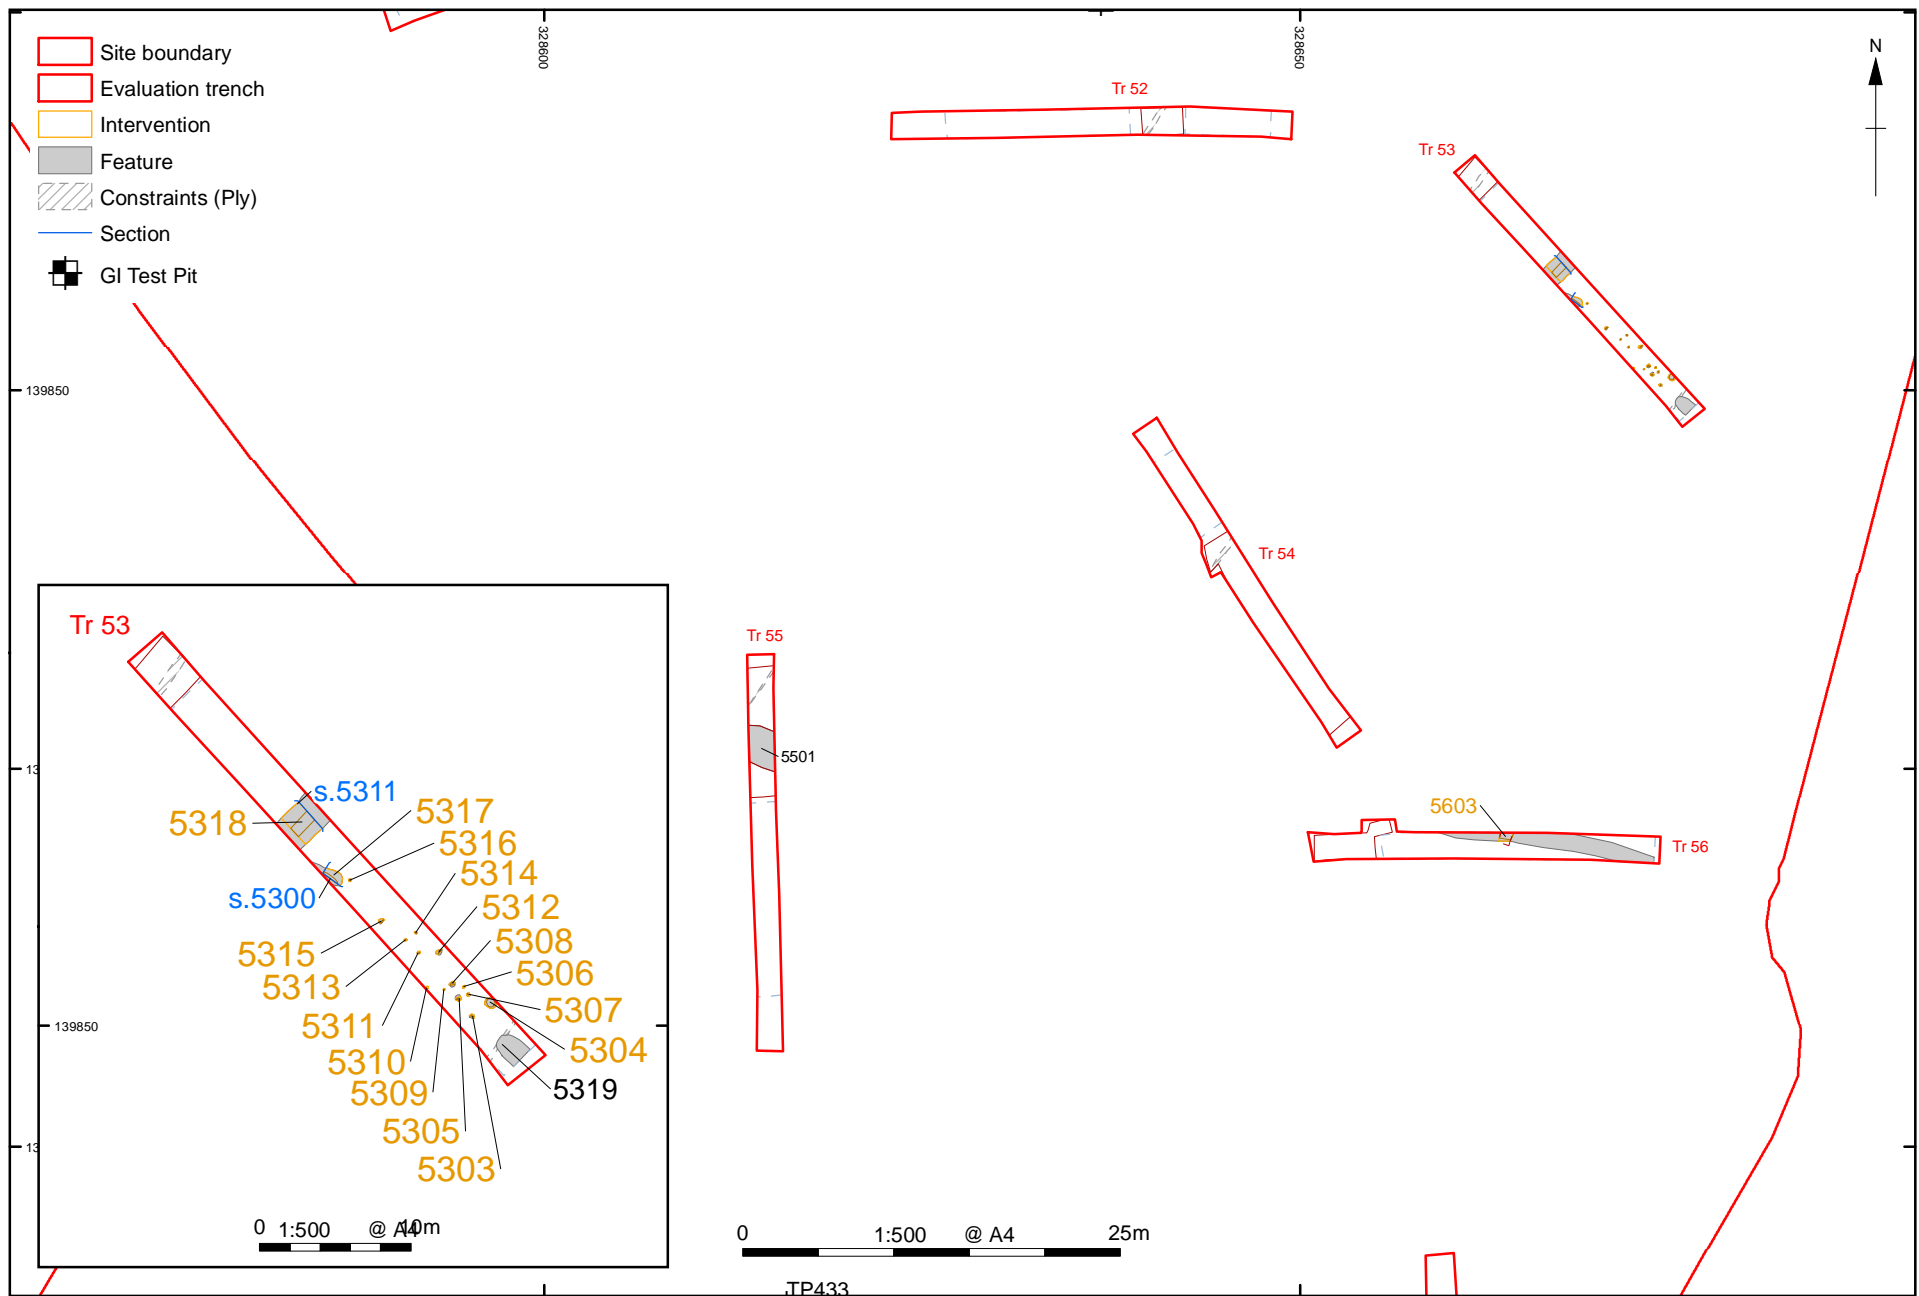 Site boundary
Evaluation trench
Intervention
Feature
Constraints (Ply)
Section
GI Test Pit
328600
328650
N
Tr 52
Tr 53
139850
Tr 54
Tr 55
5501
5603
Tr 56
Tr 53
s.5311
5318
5317
5316
5314
s.5300
5312
5315
5308
5313
5306
5311
5307
139850
5310
5304
5309
5319
5305
5303
0 1:500 @ A4 10m
0 1:500 @ A4 25m
TP433